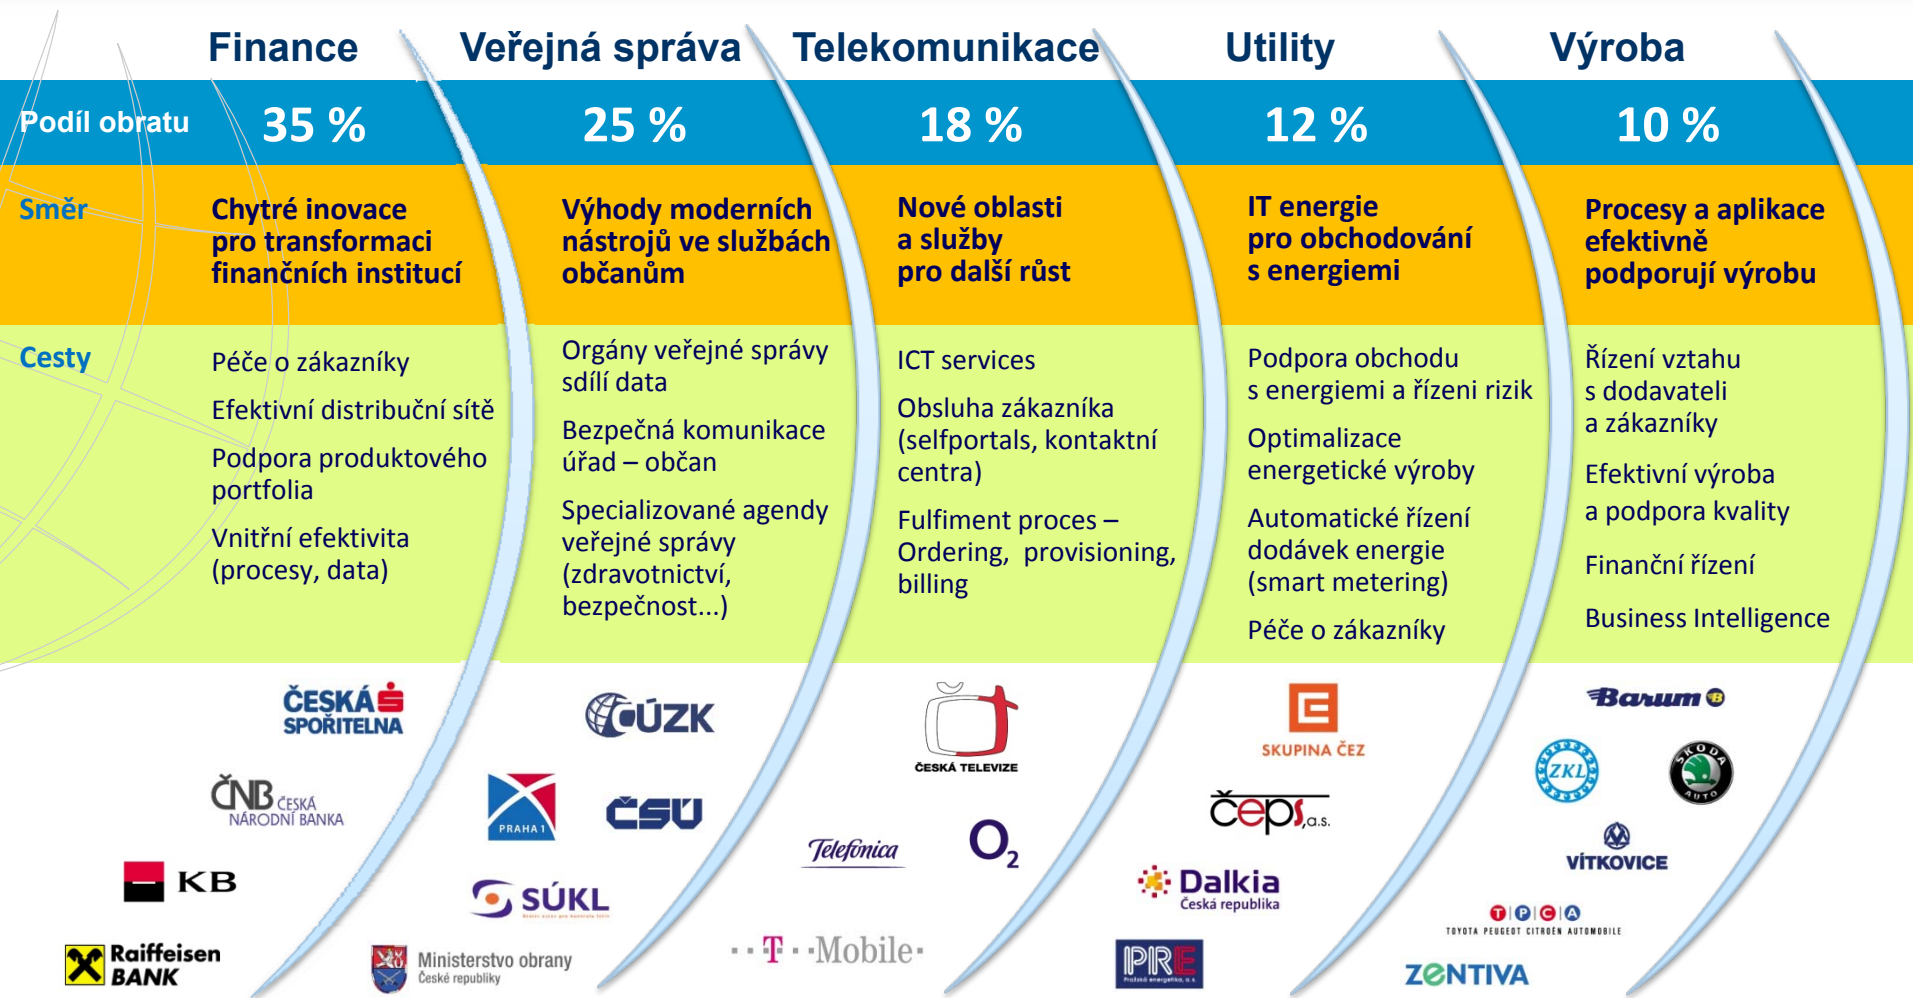 Finance
Veřejná správa
Telekomunikace
Utility
Výroba
Podíl obratu
35 %
25 %
18 %
12 %
10 %
Směr
Chytré inovace
pro transformaci
finančních institucí
Výhody moderních
nástrojů ve službách
občanům
Nové oblasti
a služby
pro další růst
IT energie
pro obchodování
s energiemi
Procesy a aplikace
efektivně
podporují výrobu
Cesty
Péče o zákazníky
Efektivní distribuční sítě
Podpora produktového
portfolia
Vnitřní efektivita
(procesy, data)
Orgány veřejné správy
sdílí data
Bezpečná komunikace
úřad – občan
Specializované agendy
veřejné správy
(zdravotnictví,
bezpečnost...)
ICT services
Obsluha zákazníka
(selfportals, kontaktní
centra)
Fulfiment proces –
Ordering, provisioning,
billing
Podpora obchodu
s energiemi a řízeni rizik
Optimalizace
energetické výroby
Automatické řízení
dodávek energie
(smart metering)
Péče o zákazníky
Řízení vztahu
s dodavateli
a zákazníky
Efektivní výroba
a podpora kvality
Finanční řízení
Business Intelligence
ČESKÁ
SPOŘITELNA
ČNB ČESKÁ
NÁRODNÍ BANKA
KB
Raiffeisen
BANK
ČÚZK
PRAHA 1
ČSÚ
SÚKL
Ministerstvo obrany
České republiky
ČESKÁ TELEVIZE
Telefónica
O2
T Mobile
SKUPINA ČEZ
čeps,a.s.
Dalkia
Česká republika
PRE
Pražská energetika, a. s.
Barum B
ZKL
ŠKODA
AUTO
VÍTKOVICE
T P C A
TOYOTA PEUGEOT CITROËN AUTOMOBILE
ZENTIVA